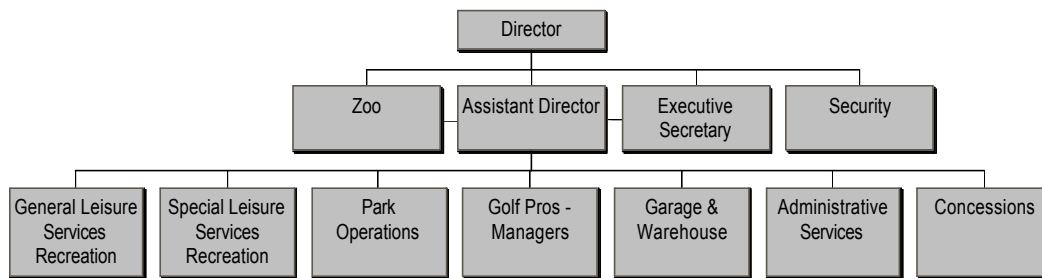 Director
Zoo
Assistant Director
Executive
Secretary
Security
General Leisure
Services
Recreation
Special Leisure
Services
Recreation
Park
Operations
Golf Pros -
Managers
Garage &
Warehouse
Administrative
Services
Concessions